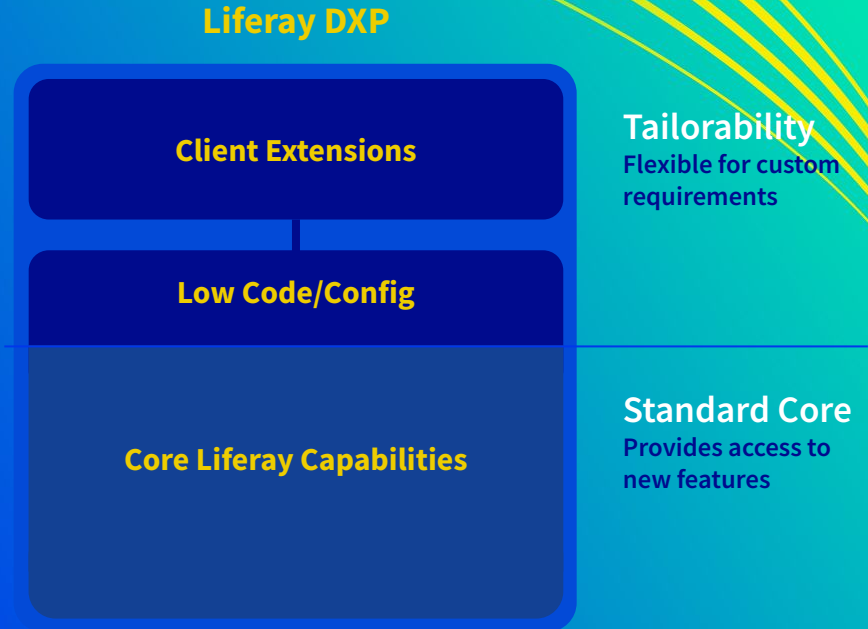 Liferay DXP
Client Extensions
Tailorability
Flexible for custom
requirements
Low Code/Config
Standard Core
Provides access to
new features
Core Liferay Capabilities